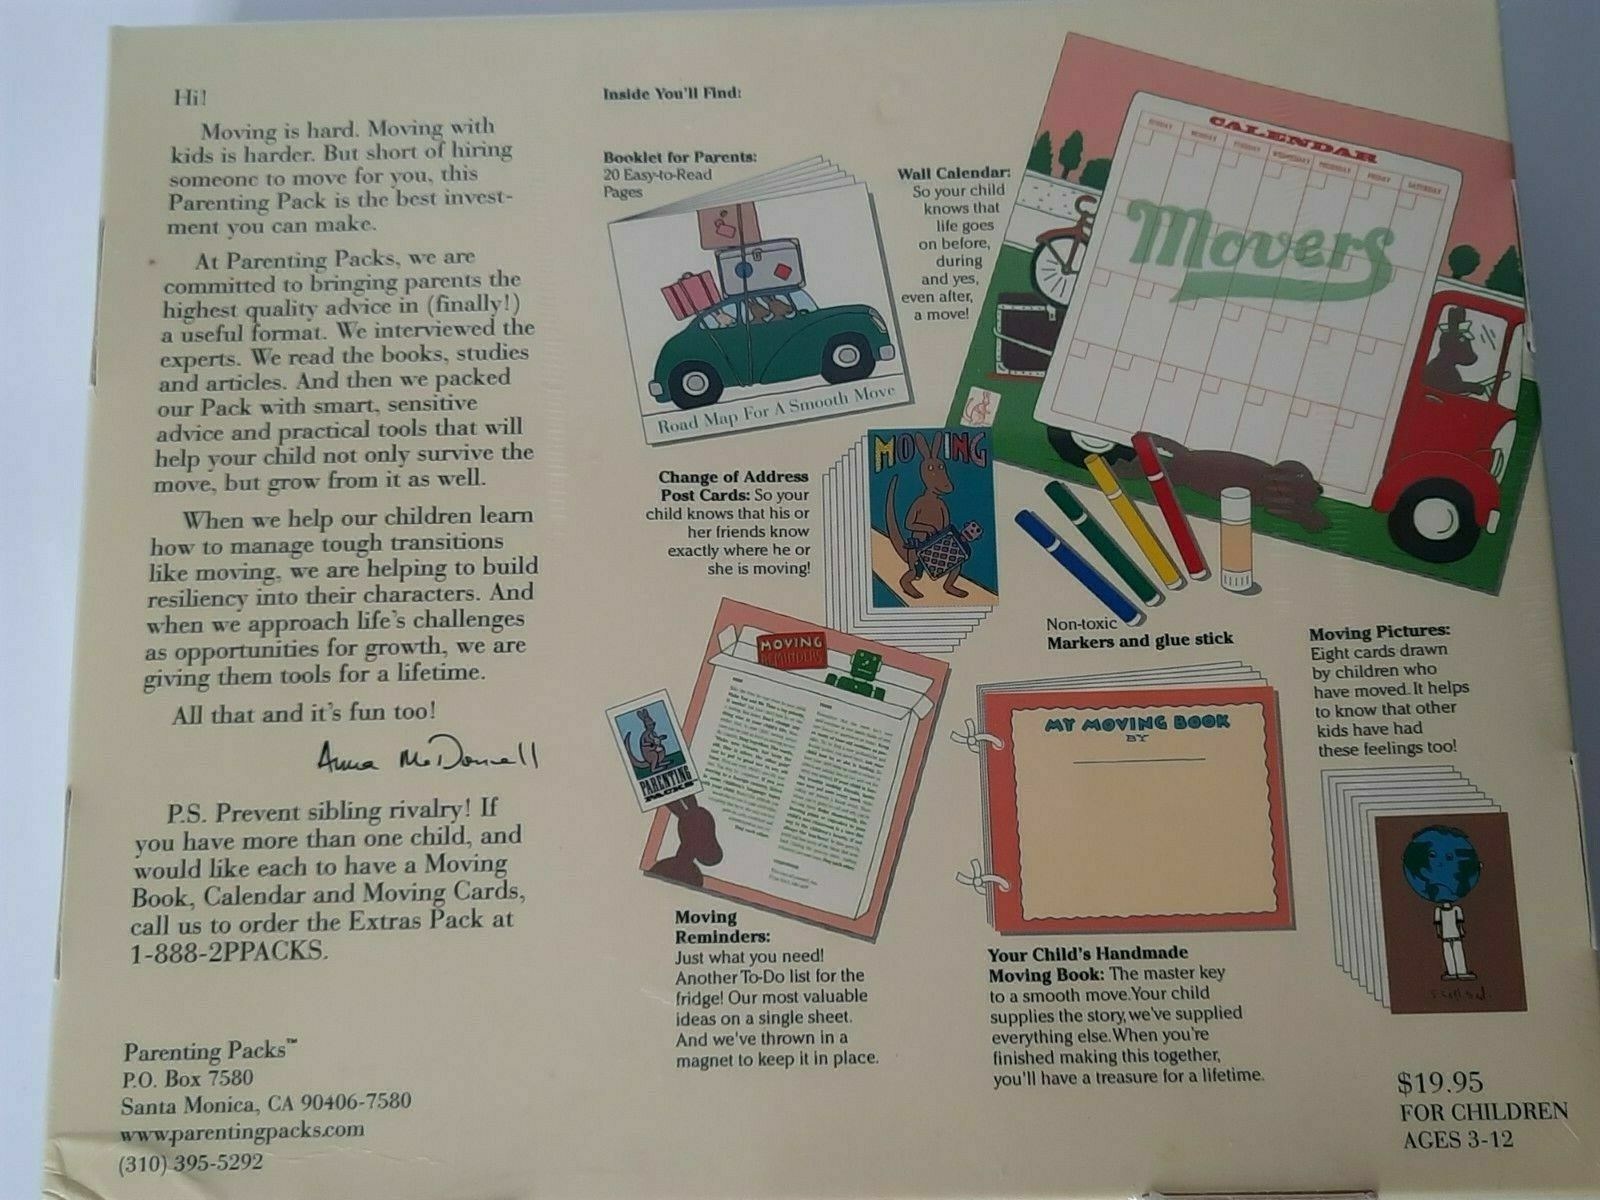 Hi!
Moving is hard. Moving with
kids is harder. But short of hiring
someone to move for you, this
Parenting Pack is the best invest-
ment you can make.
At Parenting Packs, we are
committed to bringing parents the
highest quality advice in (finally!)
a useful format. We interviewed the
experts. We read the books, studies
and articles. And then we packed
our Pack with smart, sensitive
advice and practical tools that will
help your child not only survive the
move, but grow from it as well.
When we help our children learn
how to manage tough transitions
like moving, we are helping to build
resiliency into their characters. And
when we approach life's challenges
as opportunities for growth, we are
giving them tools for a lifetime.
All that and it's fun too!
Anna McDonnell
P.S. Prevent sibling rivalry! If
you have more than one child, and
would like each to have a Moving
Book, Calendar and Moving Cards,
call us to order the Extras Pack at
1-888-2PPACKS.
Parenting Packs™
P.O. Box 7580
Santa Monica, CA 90406-7580
www.parentingpacks.com
(310) 395-5292
Inside You'll Find:
Booklet for Parents:
20 Easy-to-Read
Pages
Road Map For A Smooth Move
Wall Calendar:
So your child
knows that
life goes
on before,
during
and yes,
even after,
a move!
CALENDAR
SUNDAY MONDAY TUESDAY WEDNESDAY THURSDAY FRIDAY SATURDAY
Movers
Change of Address
Post Cards: So your
child knows that his or
her friends know
exactly where he or
she is moving!
MOVING
Non-toxic
Markers and glue stick
MOVING
REMINDERS
PARENTING
PACKS
Moving
Reminders:
Just what you need!
Another To-Do list for the
fridge! Our most valuable
ideas on a single sheet.
And we've thrown in a
magnet to keep it in place.
MY MOVING BOOK
BY
Your Child's Handmade
Moving Book: The master key
to a smooth move. Your child
supplies the story, we've supplied
everything else. When you're
finished making this together,
you'll have a treasure for a lifetime.
Moving Pictures:
Eight cards drawn
by children who
have moved. It helps
to know that other
kids have had
these feelings too!
$19.95
FOR CHILDREN
AGES 3-12